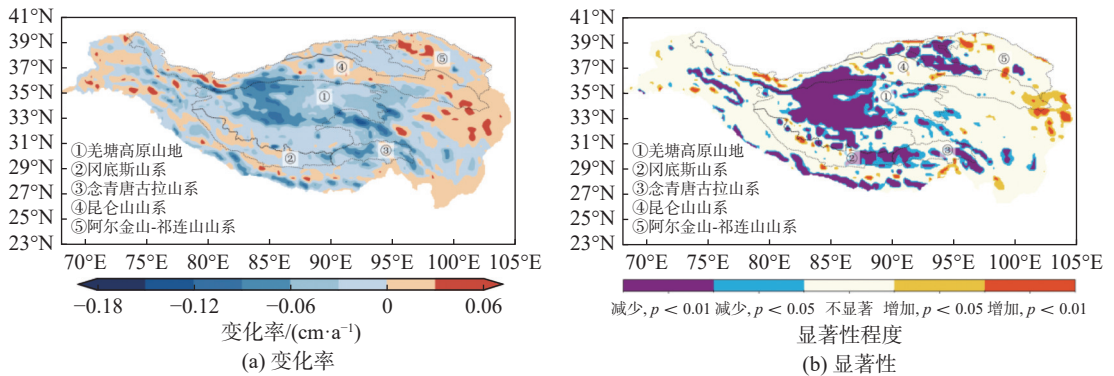 41°N
39°N
37°N
35°N
33°N
31°N
29°N
27°N
25°N
23°N
①
②
③
④
⑤
①羌塘高原山地
②冈底斯山系
③念青唐古拉山系
④昆仑山山系
⑤阿尔金山-祁连山山系
70°E 75°E 80°E 85°E 90°E 95°E 100°E 105°E
−0.18 −0.12 −0.06 0 0.06
变化率/(cm·a⁻¹)
(a) 变化率
41°N
39°N
37°N
35°N
33°N
31°N
29°N
27°N
25°N
23°N
①
②
③
④
⑤
①羌塘高原山地
②冈底斯山系
③念青唐古拉山系
④昆仑山山系
⑤阿尔金山-祁连山山系
70°E 75°E 80°E 85°E 90°E 95°E 100°E 105°E
减少, p < 0.01 减少, p < 0.05 不显著 增加, p < 0.05 增加, p < 0.01
显著性程度
(b) 显著性